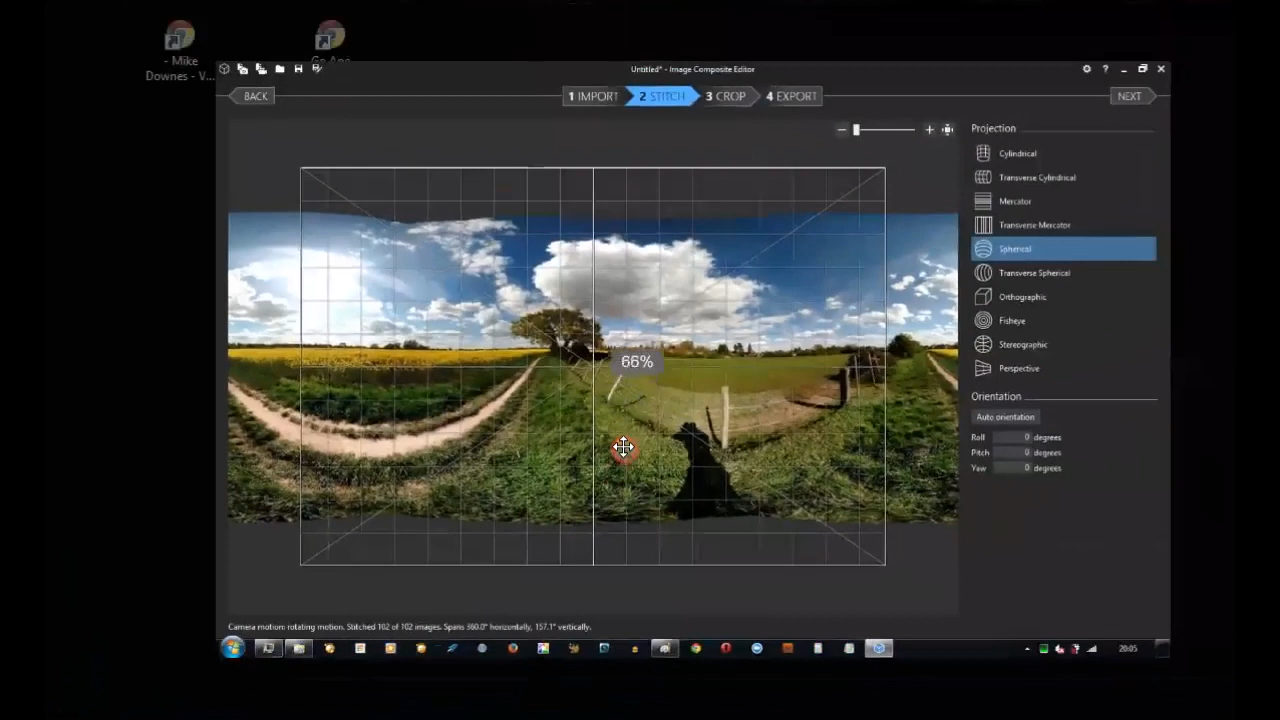 - Mike
Downes - V...
Untitled* - Image Composite Editor
?
BACK
1 IMPORT
2 STITCH
3 CROP
4 EXPORT
NEXT
Projection
Cylindrical
Transverse Cylindrical
Mercator
Transverse Mercator
Spherical
Transverse Spherical
Orthographic
Fisheye
Stereographic
Perspective
66%
Orientation
Auto orientation
Roll 0 degrees
Pitch 0 degrees
Yaw 0 degrees
Camera motion: rotating motion. Stitched 102 of 102 images. Spans 360.0° horizontally, 157.1° vertically.
20:05